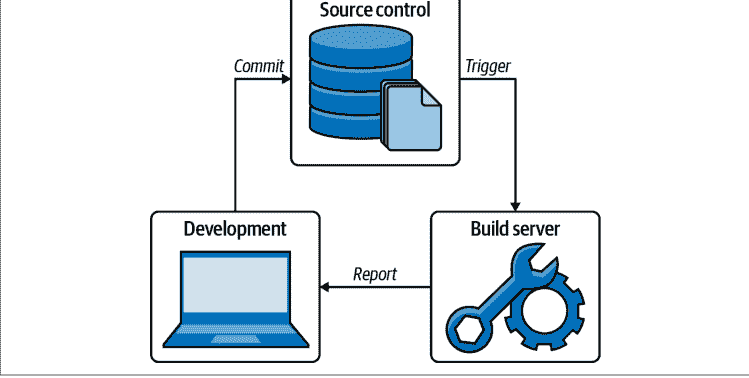 Source control
Commit
Trigger
Development
Build server
Report